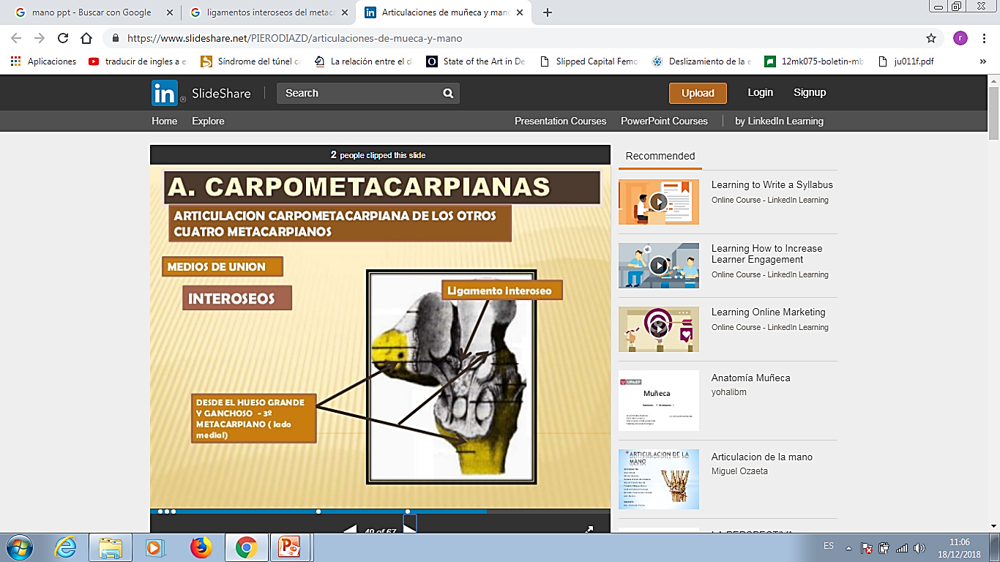 mano ppt - Buscar con Google
ligamentos interoseos del metaca
Articulaciones de muñeca y mano
https://www.slideshare.net/PIERODIAZD/articulaciones-de-mueca-y-mano
r
Aplicaciones
traducir de ingles a es
Síndrome del túnel ca
La relación entre el d
State of the Art in De
Slipped Capital Femo
Deslizamiento de la e
12mk075-boletin-mb
ju011f.pdf
»
in SlideShare
Search
Upload
Login
Signup
Home
Explore
Presentation Courses
PowerPoint Courses
by LinkedIn Learning
2 people clipped this slide
A. CARPOMETACARPIANAS
ARTICULACION CARPOMETACARPIANA DE LOS OTROS
CUATRO METACARPIANOS
MEDIOS DE UNION
INTEROSEOS
Ligamento interoseo
DESDE EL HUESO GRANDE
Y GANCHOSO - 3º
METACARPIANO ( lado
medial)
49 of 67
Recommended
Learning to Write a Syllabus
Online Course - LinkedIn Learning
Learning How to Increase
Learner Engagement
Online Course - LinkedIn Learning
Learning Online Marketing
Online Course - LinkedIn Learning
Muñeca
Anatomía Muñeca
yohalibm
ARTICULACION DE LA
MANO
Articulacion de la mano
Miguel Ozaeta
LA PERSPECTIVA
ES
11:06
18/12/2018